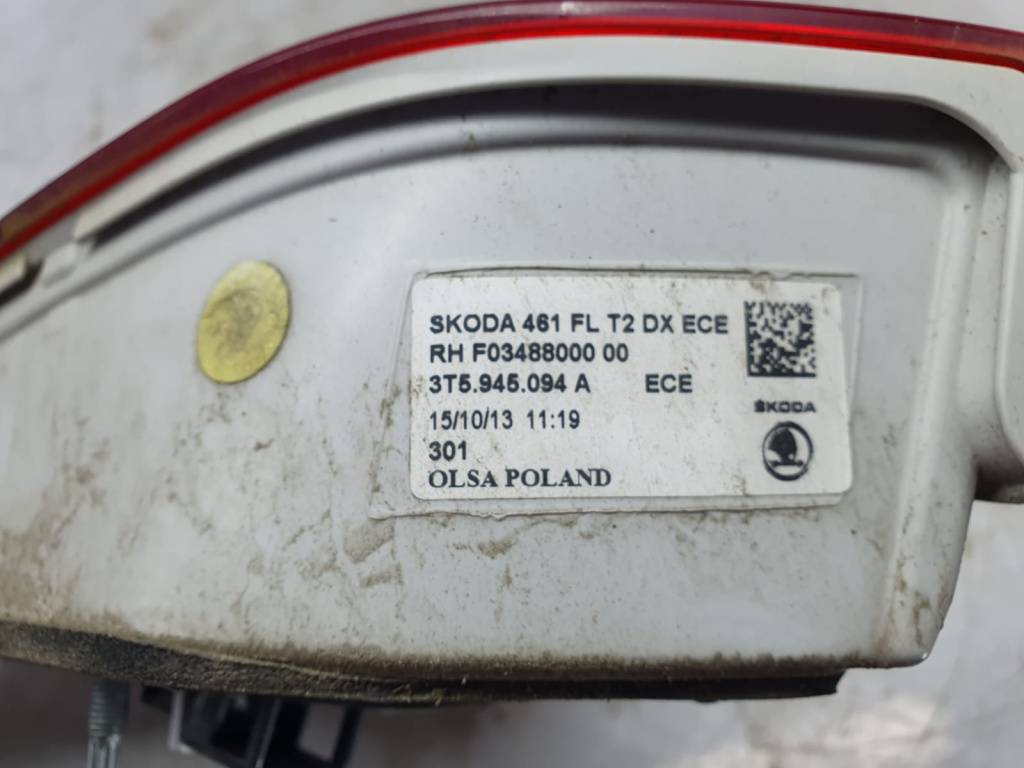 SKODA 461 FL T2 DX ECE
RH F03488000 00
3T5.945.094 A ECE
15/10/13 11:19
301
OLSA POLAND
ŠKODA